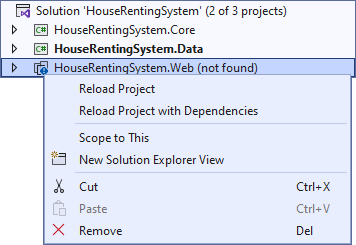 Solution 'HouseRentingSystem' (2 of 3 projects)
C# HouseRentingSystem.Core
C# HouseRentingSystem.Data
HouseRentingSystem.Web (not found)
Reload Project
Reload Project with Dependencies
Scope to This
New Solution Explorer View
Cut Ctrl+X
Paste Ctrl+V
Remove Del